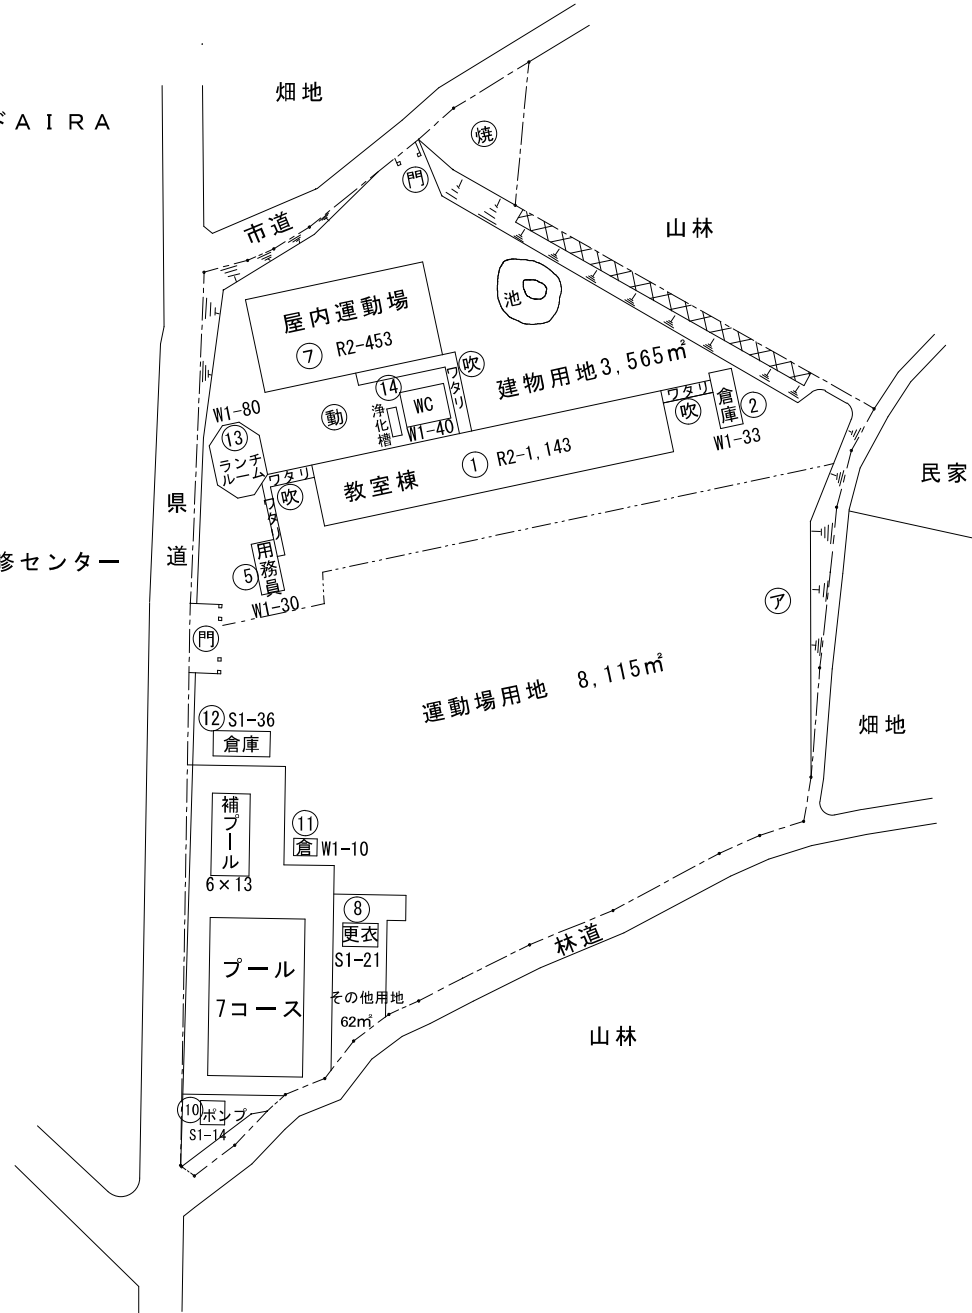 畑地
ドAIRA
焼
門
市道
山林
池
屋内運動場
⑦ R2-453
吹
ワタリ
建物用地3,565㎡
⑭
WC
浄化槽
W1-40
動
W1-80
⑬
ランチ
ルーム
ワタリ
吹
倉庫
②
W1-33
① R2-1,143
教室棟
民家
ワタリ
吹
ワタリ
県道
修センター
用務員
⑤
W1-30
ア
門
運動場用地 8,115㎡
⑫ S1-36
倉庫
畑地
補プール
6×13
⑪
倉 W1-10
⑧
更衣
S1-21
林道
プール
7コース
その他用地
62㎡
山林
⑩ ポンプ
S1-14